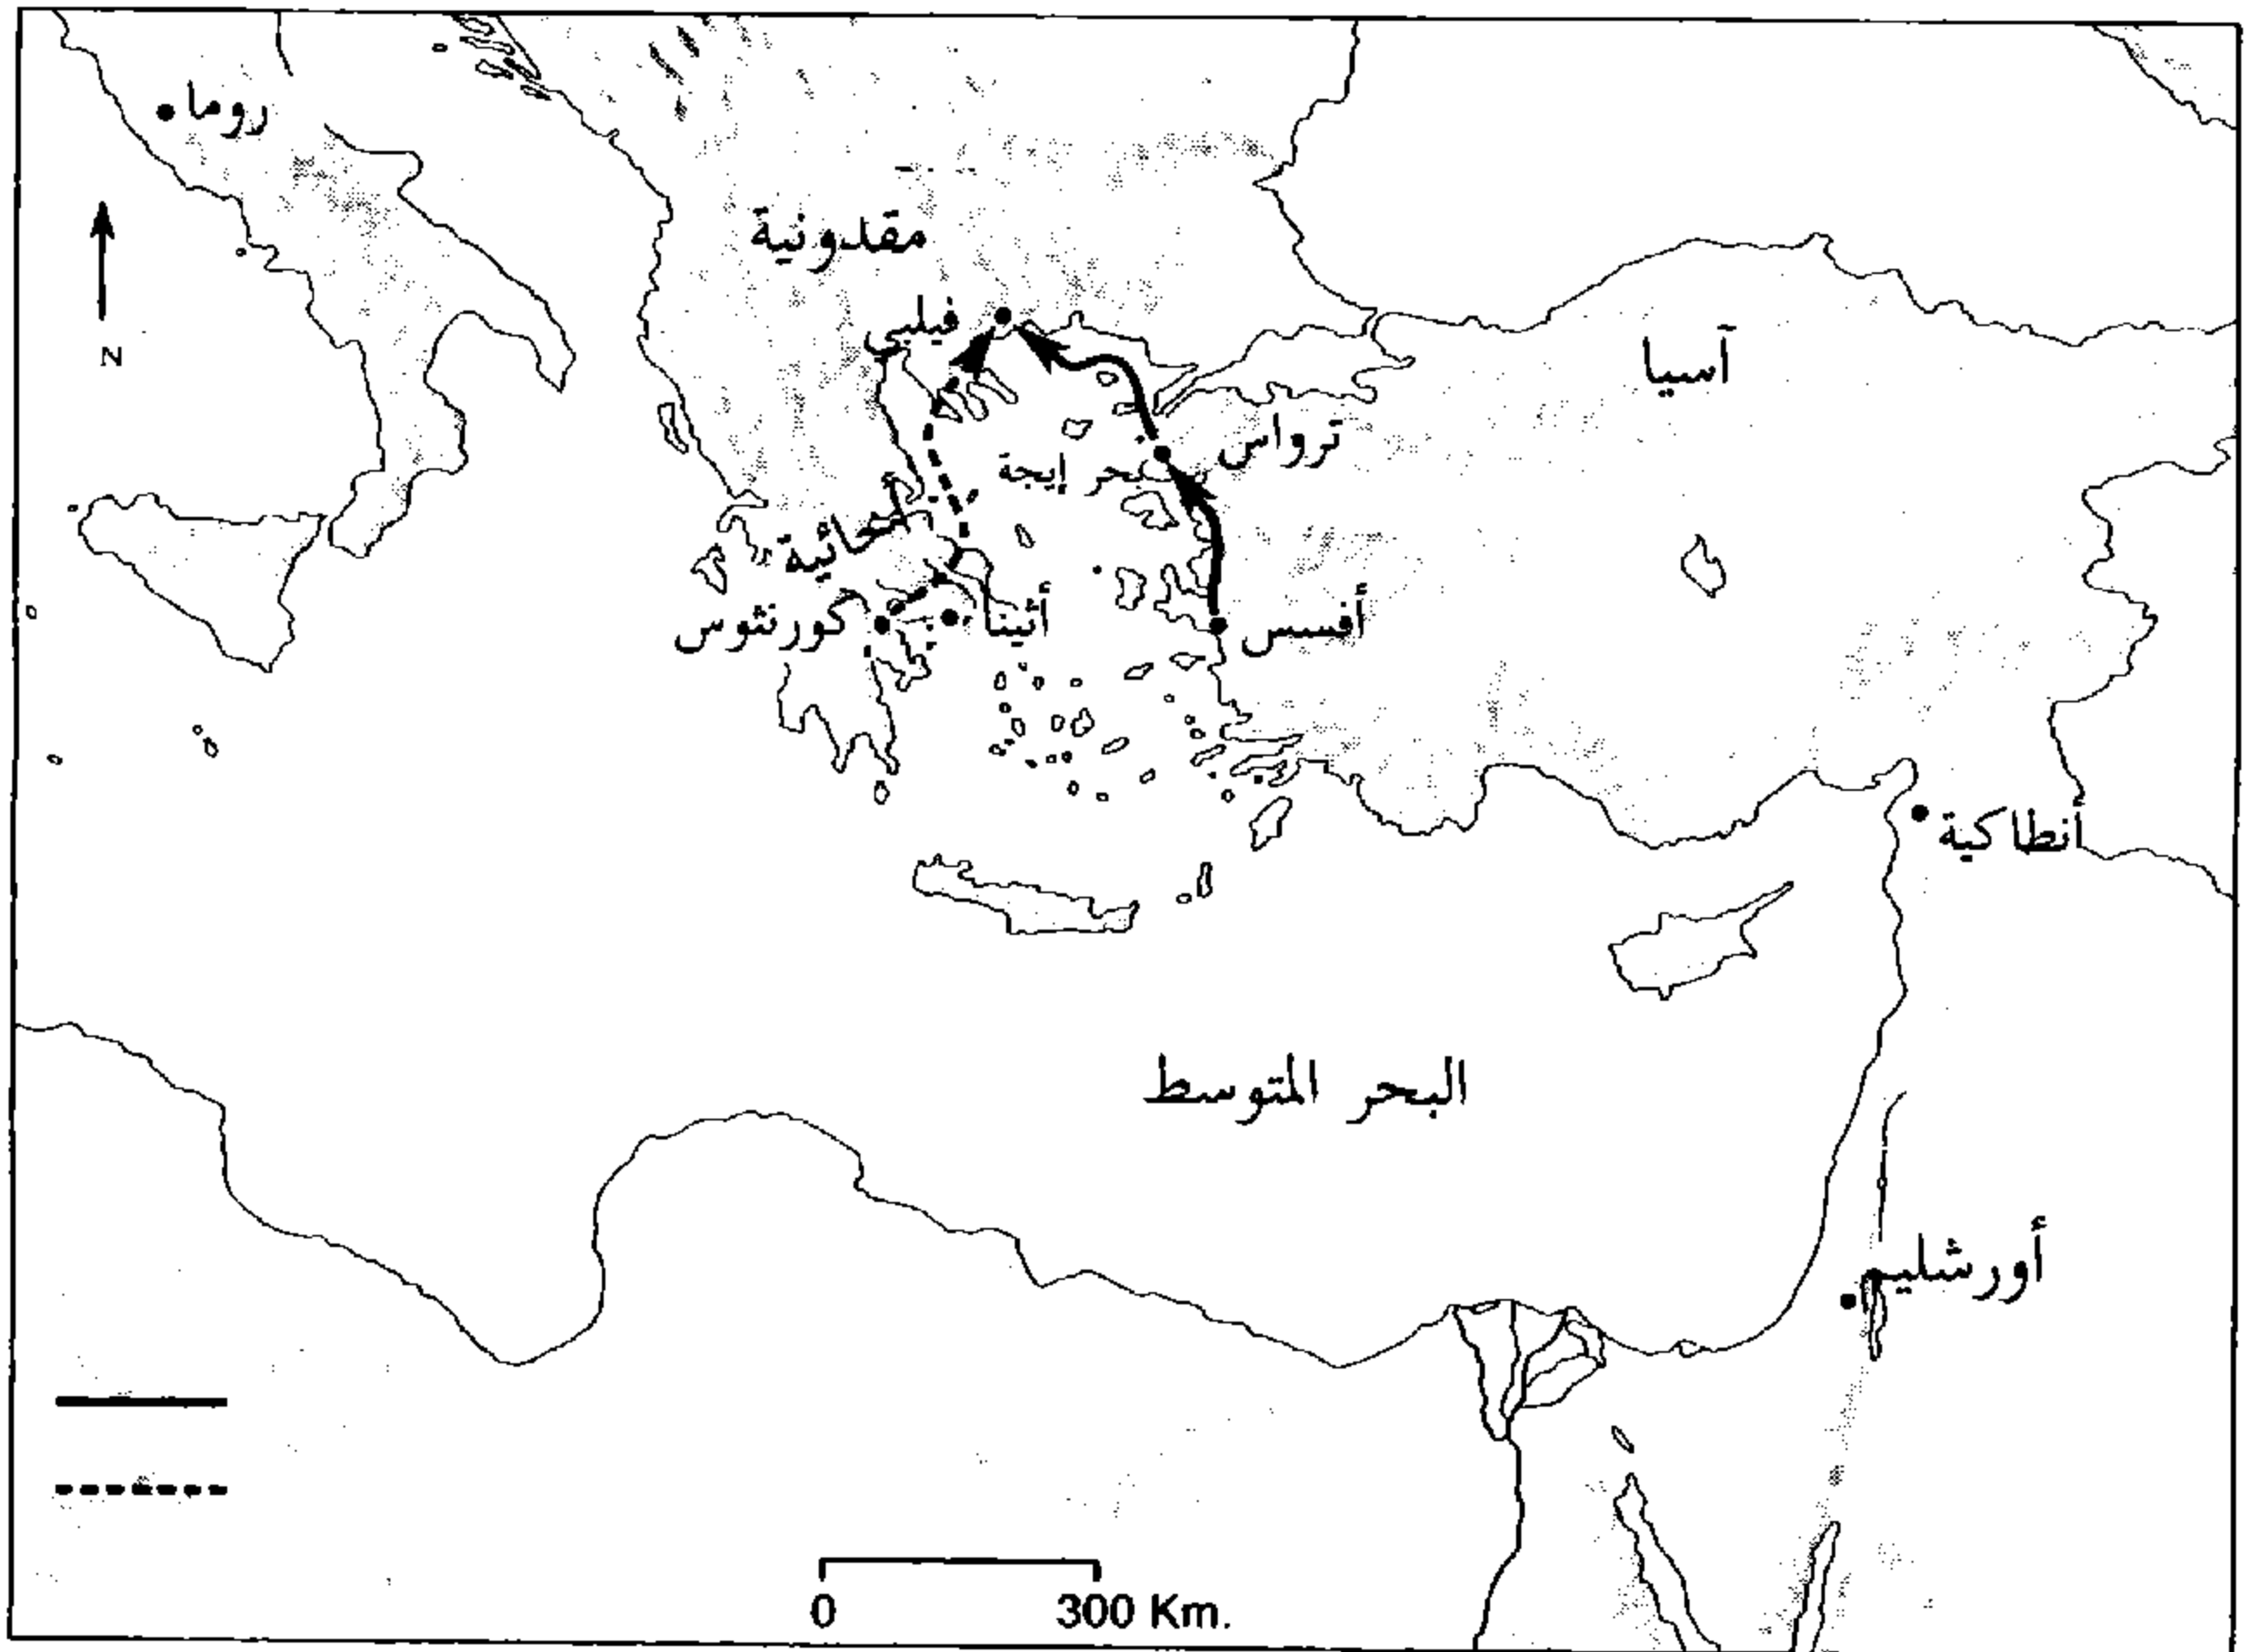 روما
مقدونية
N
فيلبي
آسيا
ترواس
بحر إيجة
أخائية
كورنثوس
أثينا
أفسس
أنطاكية
البحر المتوسط
أورشليم
0 300 Km.